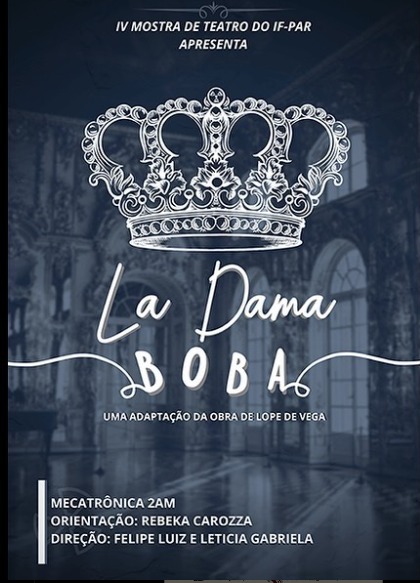 IV MOSTRA DE TEATRO DO IF-PAR
APRESENTA
La Dama
BOBA
UMA ADAPTAÇÃO DA OBRA DE LOPE DE VEGA
MECATRÔNICA 2AM
ORIENTAÇÃO: REBEKA CAROZZA
DIREÇÃO: FELIPE LUIZ E LETICIA GABRIELA